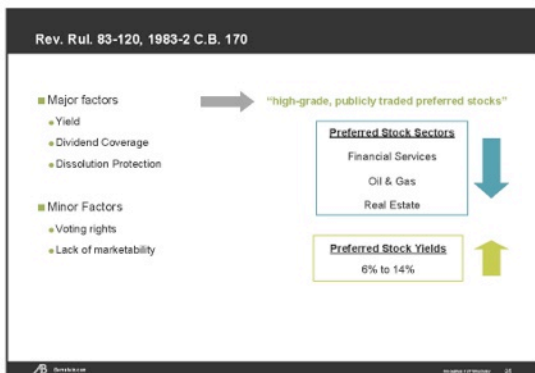 Rev. Rul. 83-120, 1983-2 C.B. 170
Major factors
Yield
Dividend Coverage
Dissolution Protection
Minor Factors
Voting rights
Lack of marketability
"high-grade, publicly traded preferred stocks"
Preferred Stock Sectors
Financial Services
Oil & Gas
Real Estate
Preferred Stock Yields
6% to 14%
AB